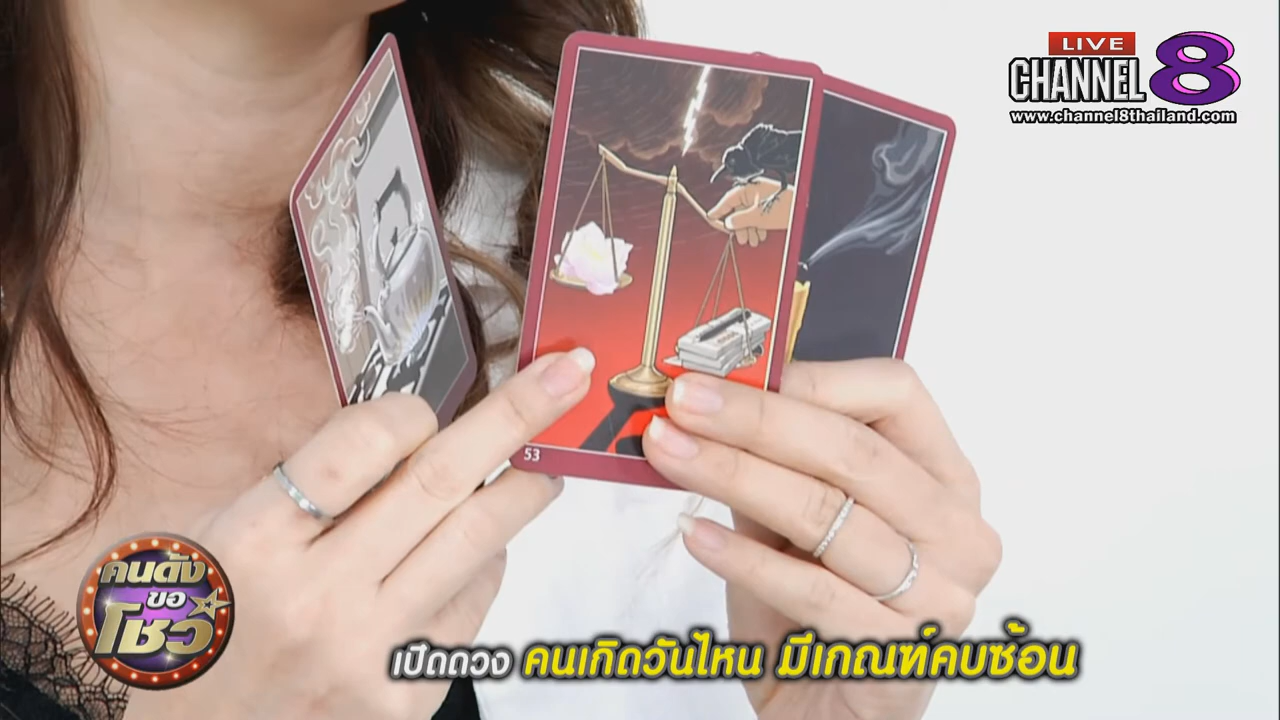 LIVE
CHANNEL 8
www.channel8thailand.com
53
คนดัง
ขอ
โชว์
เปิดดวง คนเกิดวันไหน มีเกณฑ์คบซ้อน